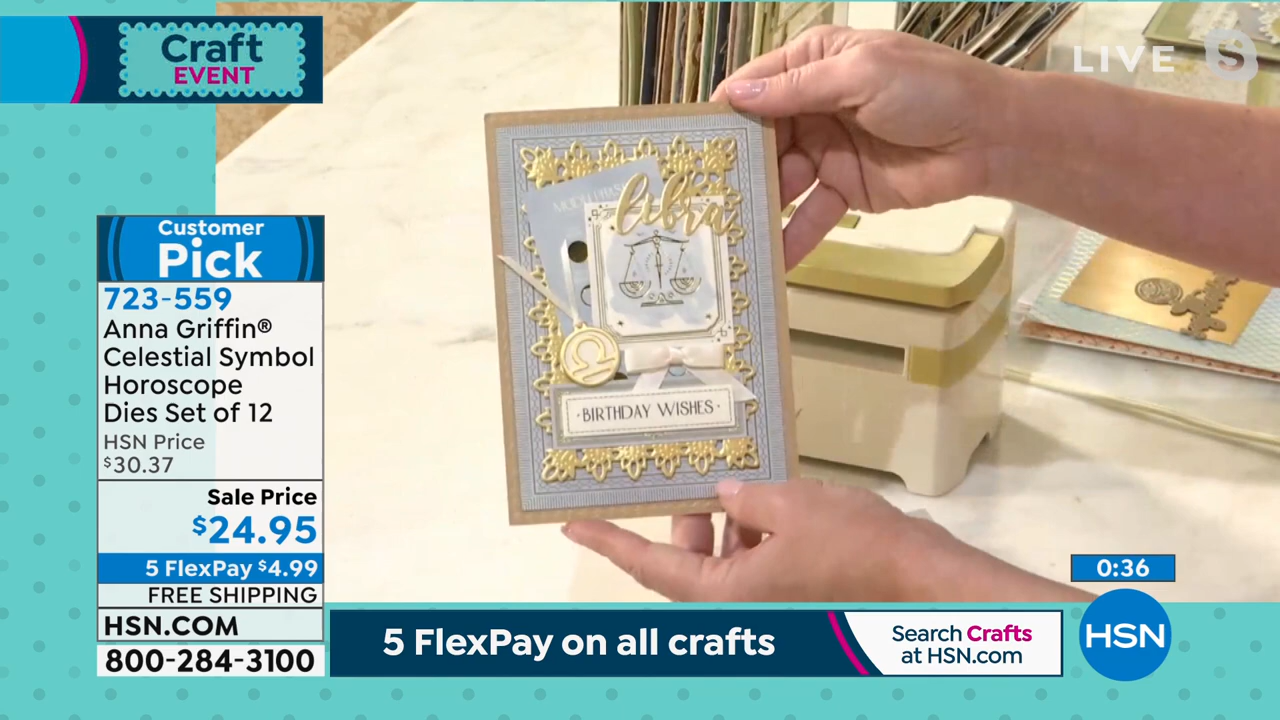 Craft
EVENT
LIVE
S
Customer
Pick
723-559
Anna Griffin®
Celestial Symbol
Horoscope
Dies Set of 12
HSN Price
$30.37
Sale Price
$24.95
5 FlexPay $4.99
FREE SHIPPING
HSN.COM
800-284-3100
libra
·BIRTHDAY WISHES·
0:36
5 FlexPay on all crafts
Search Crafts
at HSN.com
HSN